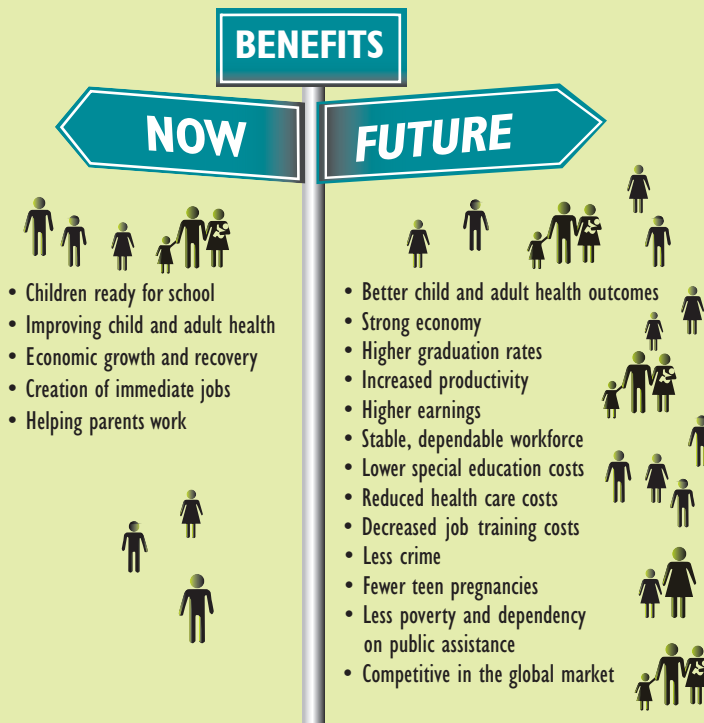 BENEFITS
NOW
FUTURE
• Children ready for school
• Improving child and adult health
• Economic growth and recovery
• Creation of immediate jobs
• Helping parents work
• Better child and adult health outcomes
• Strong economy
• Higher graduation rates
• Increased productivity
• Higher earnings
• Stable, dependable workforce
• Lower special education costs
• Reduced health care costs
• Decreased job training costs
• Less crime
• Fewer teen pregnancies
• Less poverty and dependency
on public assistance
• Competitive in the global market